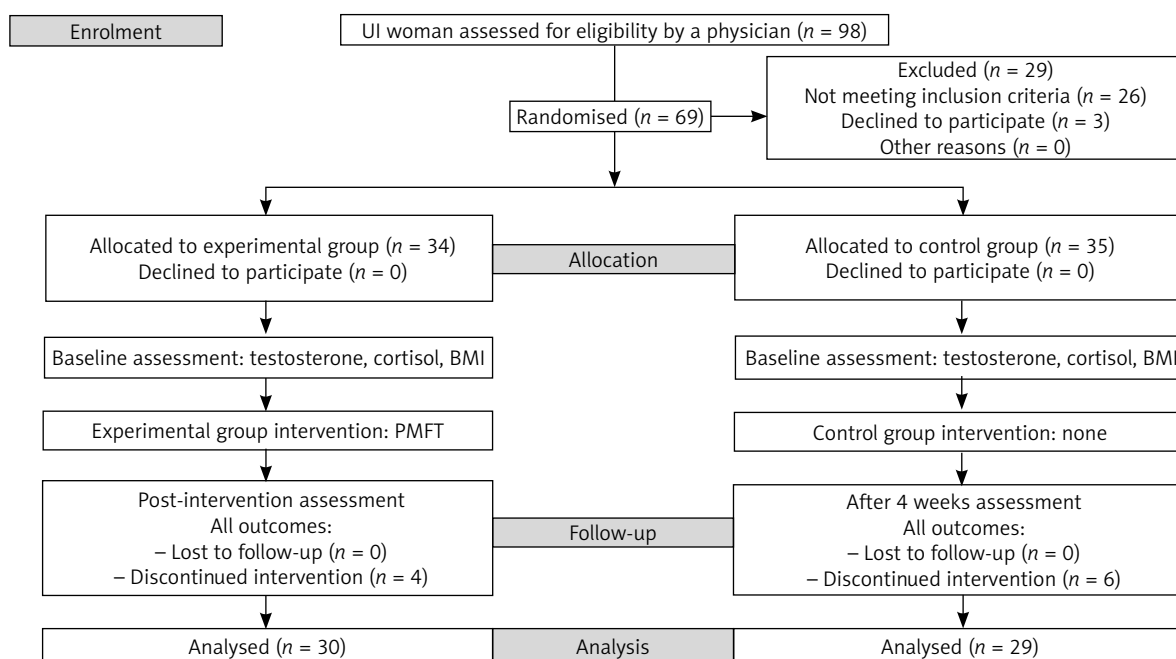 Enrolment
UI woman assessed for eligibility by a physician (n = 98)
Excluded (n = 29)
Not meeting inclusion criteria (n = 26)
Declined to participate (n = 3)
Other reasons (n = 0)
Randomised (n = 69)
Allocated to experimental group (n = 34)
Declined to participate (n = 0)
Allocation
Allocated to control group (n = 35)
Declined to participate (n = 0)
Baseline assessment: testosterone, cortisol, BMI
Baseline assessment: testosterone, cortisol, BMI
Experimental group intervention: PMFT
Control group intervention: none
Post-intervention assessment
All outcomes:
– Lost to follow-up (n = 0)
– Discontinued intervention (n = 4)
Follow-up
After 4 weeks assessment
All outcomes:
– Lost to follow-up (n = 0)
– Discontinued intervention (n = 6)
Analysed (n = 30)
Analysis
Analysed (n = 29)